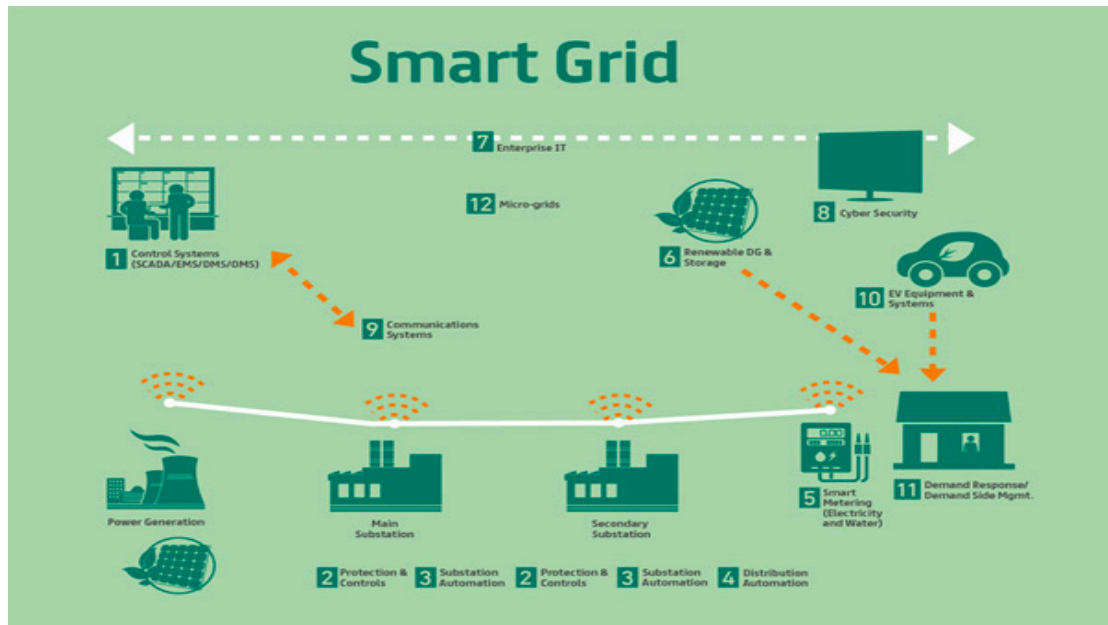 Smart Grid
7 Enterprise IT
12 Micro-grids
8 Cyber Security
1 Control Systems
(SCADA/EMS/DMS/OMS)
6 Renewable DG &
Storage
10 EV Equipment &
Systems
9 Communications
Systems
Power Generation
Main
Substation
Secondary
Substation
5 Smart
Metering
(Electricity
and Water)
11 Demand Response/
Demand Side Mgmt.
2 Protection &
Controls
3 Substation
Automation
2 Protection &
Controls
3 Substation
Automation
4 Distribution
Automation